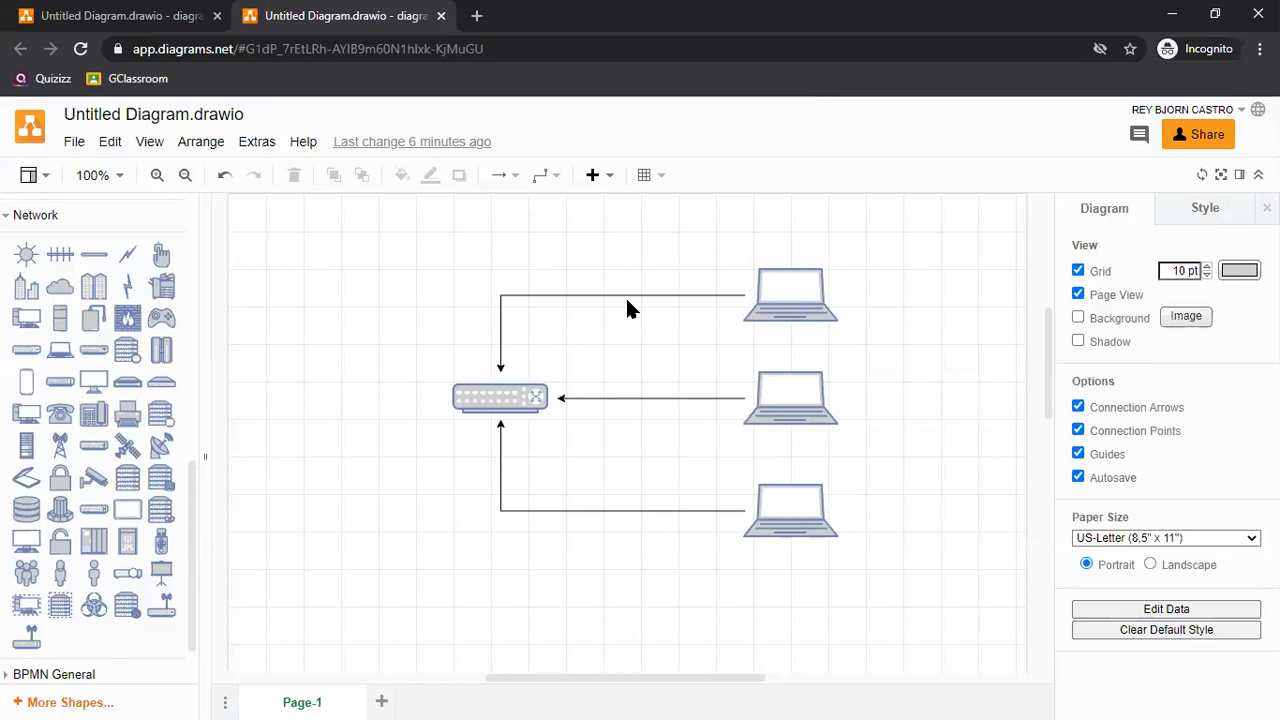 Untitled Diagram.drawio - diagra
Untitled Diagram.drawio - diagra
app.diagrams.net/#G1dP_7rEtLRh-AYIB9m60N1hlxk-KjMuGU
Incognito
Quizizz
GClassroom
Untitled Diagram.drawio
REY BJORN CASTRO
File Edit View Arrange Extras Help Last change 6 minutes ago
Share
100%
Network
Diagram
Style
View
Grid
10 pt
Page View
Background
Image
Shadow
Options
Connection Arrows
Connection Points
Guides
Autosave
Paper Size
US-Letter (8,5" x 11")
Portrait
Landscape
Edit Data
Clear Default Style
BPMN General
+ More Shapes...
Page-1